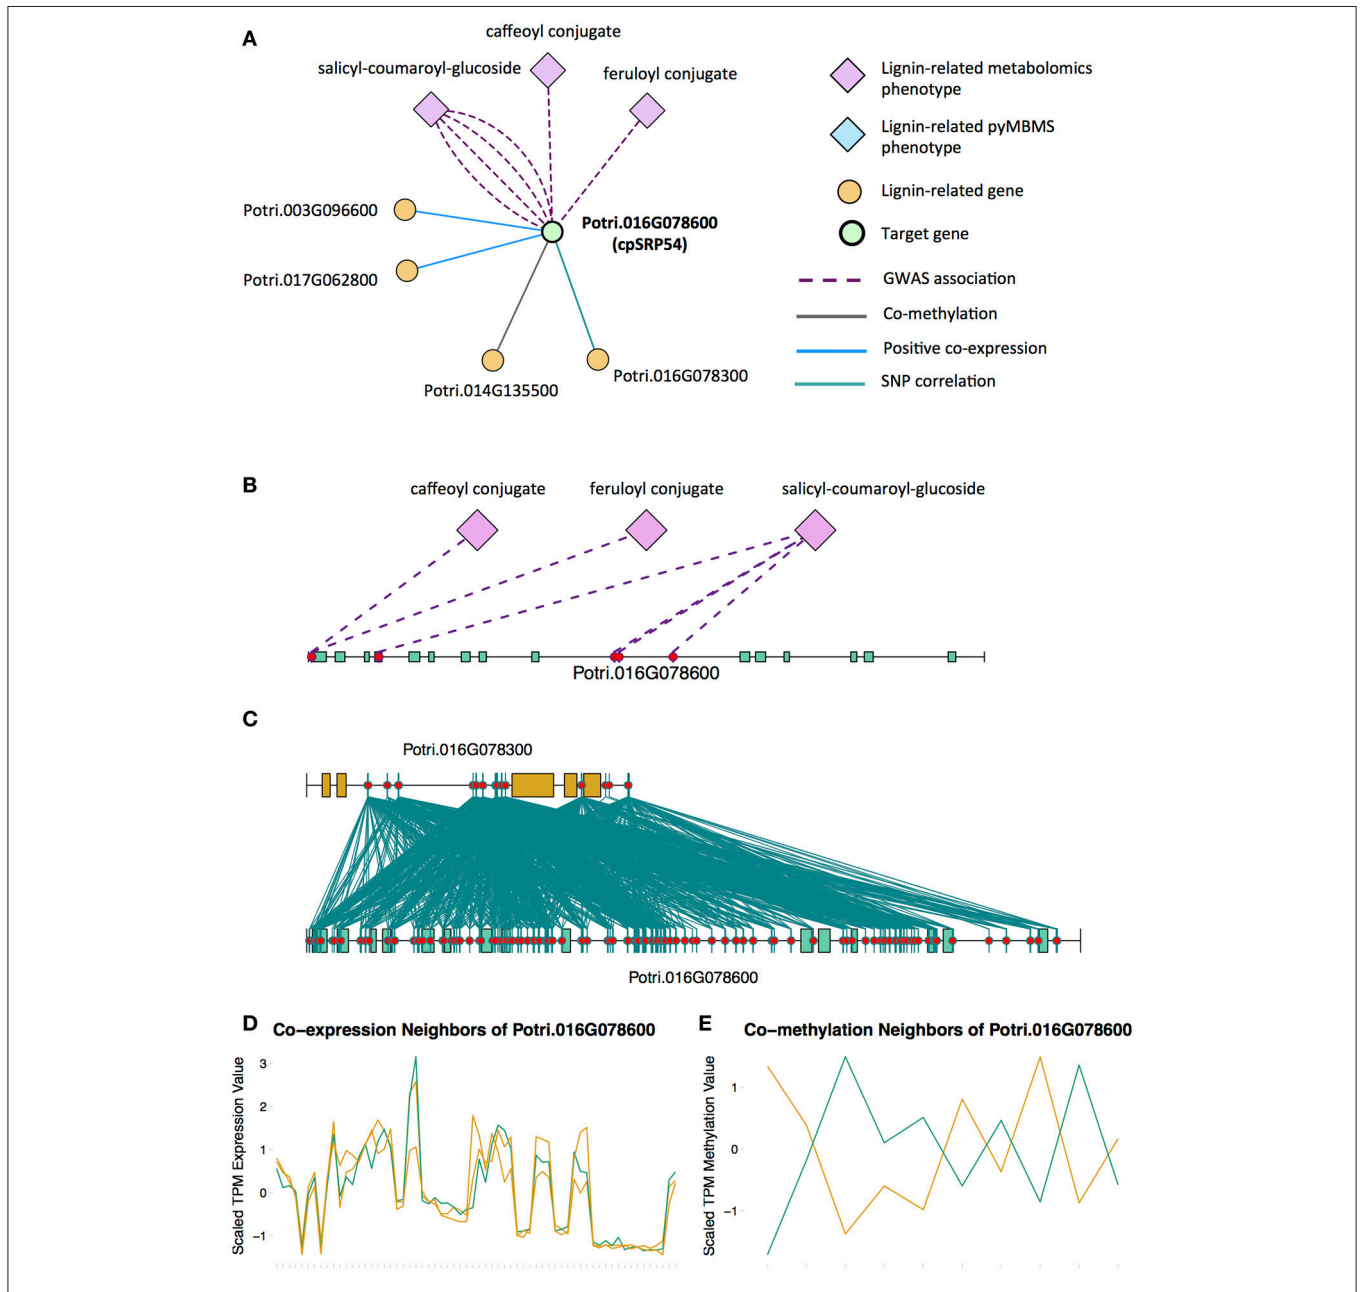 A
caffeoyl conjugate
salicyl-coumaroyl-glucoside
feruloyl conjugate
Potri.003G096600
Potri.016G078600
(cpSRP54)
Potri.017G062800
Potri.014G135500
Potri.016G078300
Lignin-related metabolomics
phenotype
Lignin-related pyMBMS
phenotype
Lignin-related gene
Target gene
GWAS association
Co-methylation
Positive co-expression
SNP correlation
B
caffeoyl conjugate
feruloyl conjugate
salicyl-coumaroyl-glucoside
Potri.016G078600
C
Potri.016G078300
Potri.016G078600
D
Co−expression Neighbors of Potri.016G078600
Scaled TPM Expression Value
3
2
1
0
−1
E
Co−methylation Neighbors of Potri.016G078600
Scaled TPM Methylation Value
1
0
−1